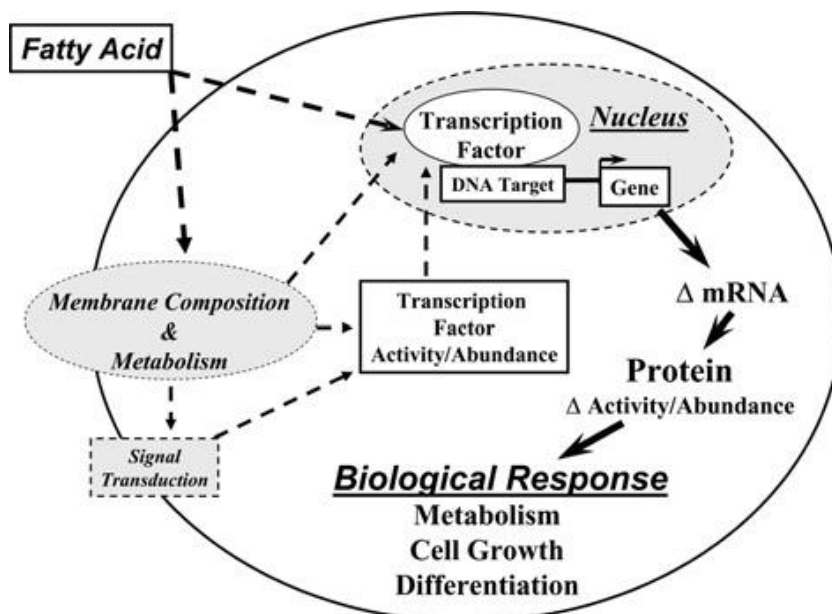 Fatty Acid
Nucleus
Transcription
Factor
DNA Target
Gene
Membrane Composition
&
Metabolism
Transcription
Factor
Activity/Abundance
Δ mRNA
Protein
Δ Activity/Abundance
Signal
Transduction
Biological Response
Metabolism
Cell Growth
Differentiation